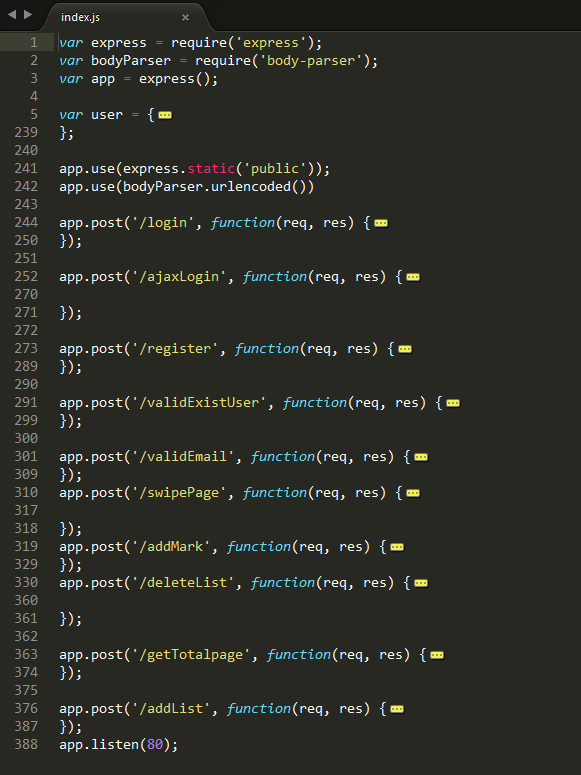 index.js ×
1 var express = require('express');
2 var bodyParser = require('body-parser');
3 var app = express();
4
5 var user = {
239 };
240
241 app.use(express.static('public'));
242 app.use(bodyParser.urlencoded())
243
244 app.post('/login', function(req, res) {
250 });
251
252 app.post('/ajaxLogin', function(req, res) {
270
271 });
272
273 app.post('/register', function(req, res) {
289 });
290
291 app.post('/validExistUser', function(req, res) {
299 });
300
301 app.post('/validEmail', function(req, res) {
309 });
310 app.post('/swipePage', function(req, res) {
317
318 });
319 app.post('/addMark', function(req, res) {
329 });
330 app.post('/deleteList', function(req, res) {
360
361 });
362
363 app.post('/getTotalpage', function(req, res) {
374 });
375
376 app.post('/addList', function(req, res) {
387 });
388 app.listen(80);